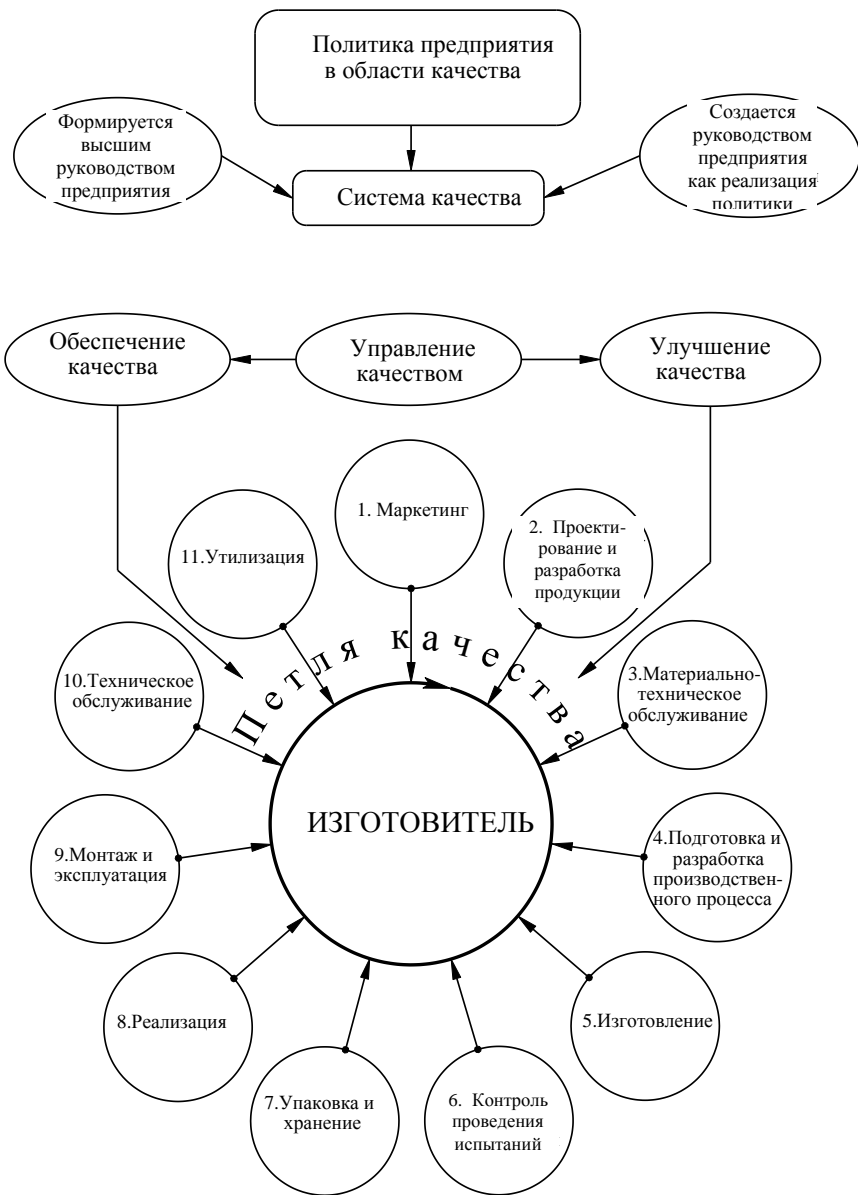 Политика предприятия
в области качества
Формируется
высшим
руководством
предприятия
Создается
руководством
предприятия
как реализация
политики
Система качества
Обеспечение
качества
Управление
качеством
Улучшение
качества
1. Маркетинг
2. Проекти-
рование и
разработка
продукции
11.Утилизация
Петля качества
10.Техническое
обслуживание
3.Материально-
техническое
обслуживание
ИЗГОТОВИТЕЛЬ
9.Монтаж и
эксплуатация
4.Подготовка и
разработка
производствен-
ного процесса
8.Реализация
5.Изготовление
7.Упаковка и
хранение
6. Контроль
проведения
испытаний